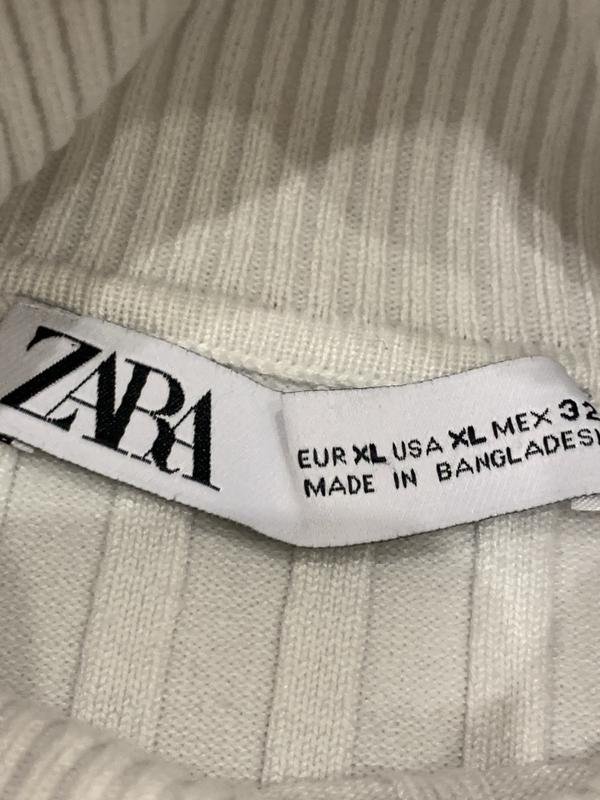 ZARA
EUR XL USA XL MEX 32
MADE IN BANGLADESH